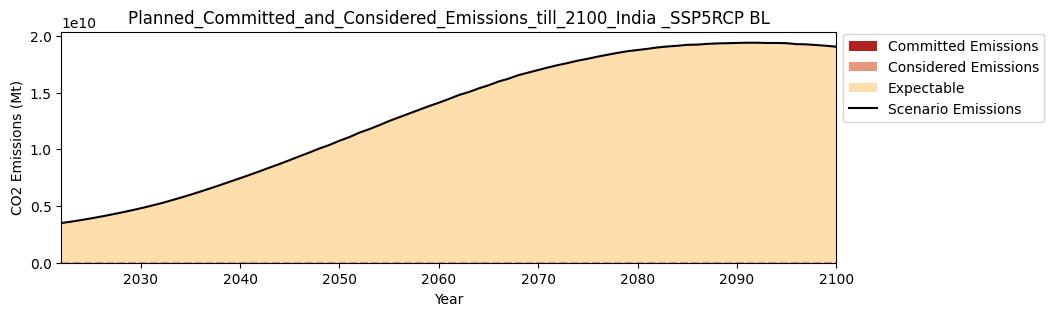 Planned_Committed_and_Considered_Emissions_till_2100_India _SSP5RCP BL
1e10
2.0
1.5
1.0
0.5
0.0
CO2 Emissions (Mt)
2030 2040 2050 2060 2070 2080 2090 2100
Year
Committed Emissions
Considered Emissions
Expectable
Scenario Emissions